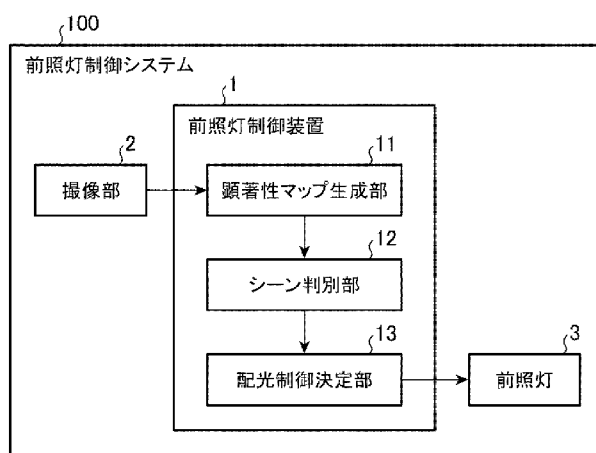 100
前照灯制御システム
1
前照灯制御装置
2
撮像部
11
顕著性マップ生成部
12
シーン判別部
13
配光制御決定部
3
前照灯